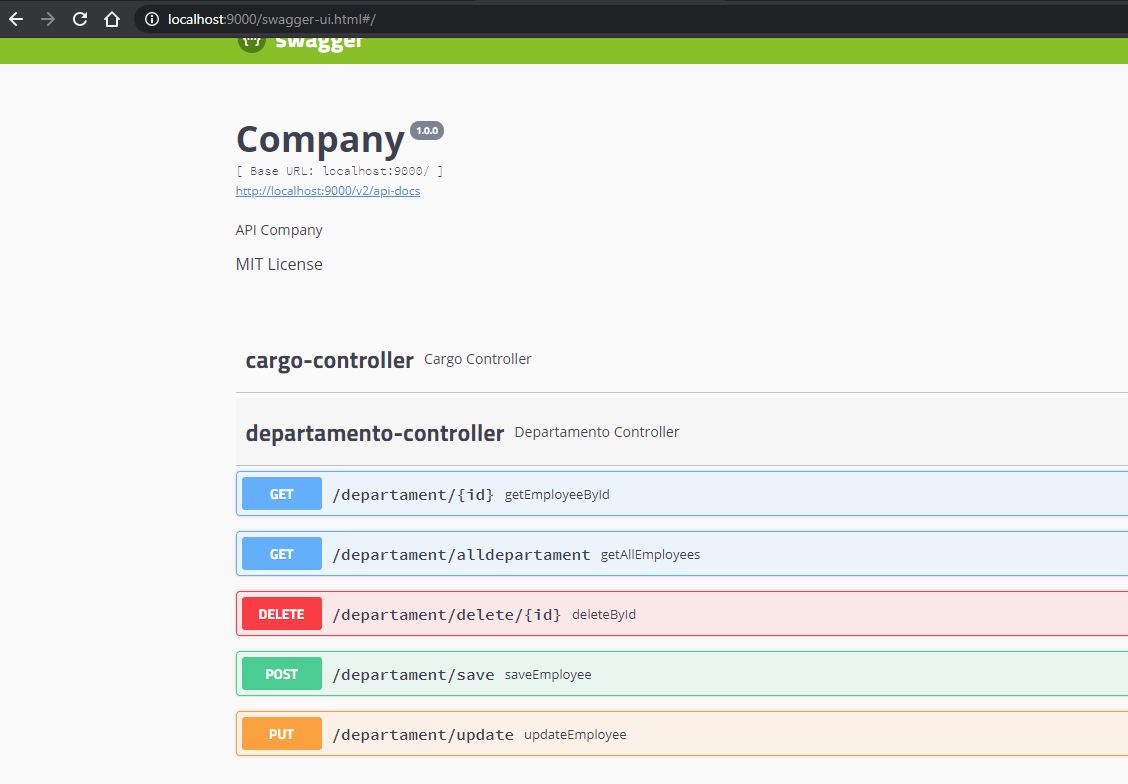 localhost:9000/swagger-ui.html#/
swagger
Company 1.0.0
[ Base URL: localhost:9000/ ]
http://localhost:9000/v2/api-docs
API Company
MIT License
cargo-controller Cargo Controller
departamento-controller Departamento Controller
GET /departament/{id} getEmployeeById
GET /departament/alldepartament getAllEmployees
DELETE /departament/delete/{id} deleteById
POST /departament/save saveEmployee
PUT /departament/update updateEmployee